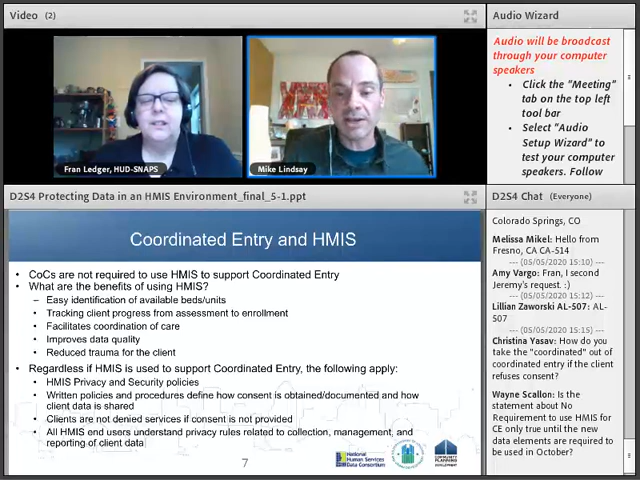 Video (2)
Fran Ledger, HUD-SNAPS
Mike Lindsay
Audio Wizard
Audio will be broadcast
through your computer
speakers
• Click the "Meeting"
tab on the top left
tool bar
• Select "Audio
Setup Wizard" to
test your computer
speakers. Follow
D2S4 Protecting Data in an HMIS Environment_final_5-1.ppt
Coordinated Entry and HMIS
• CoCs are not required to use HMIS to support Coordinated Entry
• What are the benefits of using HMIS?
– Easy identification of available beds/units
– Tracking client progress from assessment to enrollment
– Facilitates coordination of care
– Improves data quality
– Reduced trauma for the client
• Regardless if HMIS is used to support Coordinated Entry, the following apply:
– HMIS Privacy and Security policies
– Written policies and procedures define how consent is obtained/documented and how
client data is shared
– Clients are not denied services if consent is not provided
– All HMIS end users understand privacy rules related to collection, management, and
reporting of client data
7
National
Human Services
Data Consortium
COMMUNITY
PLANNING
DEVELOPMENT
D2S4 Chat (Everyone)
Colorado Springs, CO
Melissa Mikel: Hello from
Fresno, CA CA-514
--- (05/05/2020 15:10) ---
Amy Vargo: Fran, I second
Jeremy's request. :)
--- (05/05/2020 15:12) ---
Lillian Zaworski AL-507: AL-
507
--- (05/05/2020 15:15) ---
Christina Yasav: How do you
take the "coordinated" out of
coordinated entry if the client
refuses consent?
Wayne Scallon: Is the
statement about No
Requirement to use HMIS for
CE only true until the new
data elements are required to
be used in October?